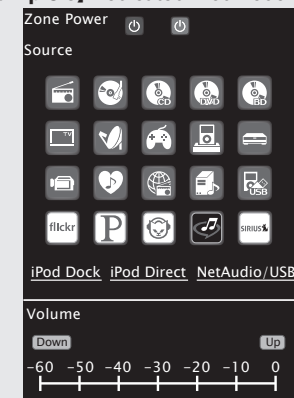 Zone Power
Source
CD DVD BD
TV
USB
flickr P SIRIUS
iPod Dock iPod Direct NetAudio/USB
Volume
Down Up
-60 -50 -40 -30 -20 -10 0